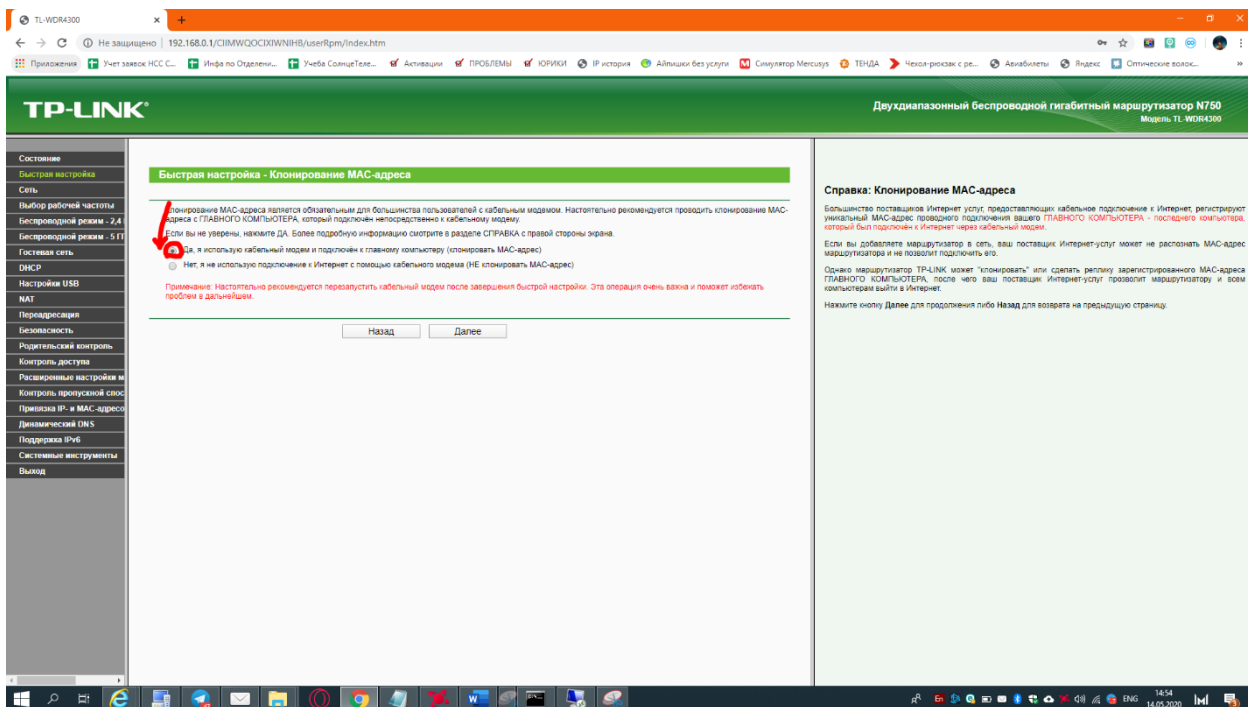 TL-WDR4300
Не защищено | 192.168.0.1/CIIMWQOCIXIWNIHB/userRpm/Index.htm
Приложения Учет заявок НСС С... Инфа по Отделени... Учеба СолнцеТеле... Активации ПРОБЛЕМЫ ЮРИКИ IP история Айпишки без услуги Симулятор Mercus ТЕНДА Чехол-рюкзак с ре... Авиабилеты Яндекс Оптические волок... »
TP-LINK®
Двухдиапазонный беспроводной гигабитный маршрутизатор N750
Модель TL-WDR4300
Состояние
Быстрая настройка
Сеть
Выбор рабочей частоты
Беспроводной режим - 2,4
Беспроводной режим - 5 ГГ
Гостевая сеть
DHCP
Настройки USB
NAT
Переадресация
Безопасность
Родительский контроль
Контроль доступа
Расширенные настройки м
Контроль пропускной спос
Привязка IP- и MAC-адресо
Динамический DNS
Поддержка IPv6
Системные инструменты
Выход
Быстрая настройка - Клонирование MAC-адреса
Клонирование MAC-адреса является обязательным для большинства пользователей с кабельным модемом. Настоятельно рекомендуется проводить клонирование MAC-
адреса с ГЛАВНОГО КОМПЬЮТЕРА, который подключён непосредственно к кабельному модему.
Если вы не уверены, нажмите ДА. Более подробную информацию смотрите в разделе СПРАВКА с правой стороны экрана.
Да, я использую кабельный модем и подключён к главному компьютеру (клонировать MAC-адрес)
Нет, я не использую подключение к Интернет с помощью кабельного модема (НЕ клонировать MAC-адрес)
Примечание: Настоятельно рекомендуется перезапустить кабельный модем после завершения быстрой настройки. Эта операция очень важна и поможет избежать
проблем в дальнейшем.
Назад Далее
Справка: Клонирование MAC-адреса
Большинство поставщиков Интернет услуг, предоставляющих кабельное подключение к Интернет, регистрируют
уникальный MAC-адрес проводного подключения вашего ГЛАВНОГО КОМПЬЮТЕРА - последнего компьютера,
который был подключён к Интернет через кабельный модем.
Если вы добавляете маршрутизатор в сеть, ваш поставщик Интернет-услуг может не распознать MAC-адрес
маршрутизатора и не позволит подключить его.
Однако маршрутизатор TP-LINK может "клонировать" или сделать реплику зарегистрированного MAC-адреса
ГЛАВНОГО КОМПЬЮТЕРА, после чего ваш поставщик Интернет-услуг прозволит маршрутизатору и всем
компьютерам выйти в Интернет.
Нажмите кнопку Далее для продолжения либо Назад для возврата на предыдущую страницу.
ENG
14:54
14.05.2020